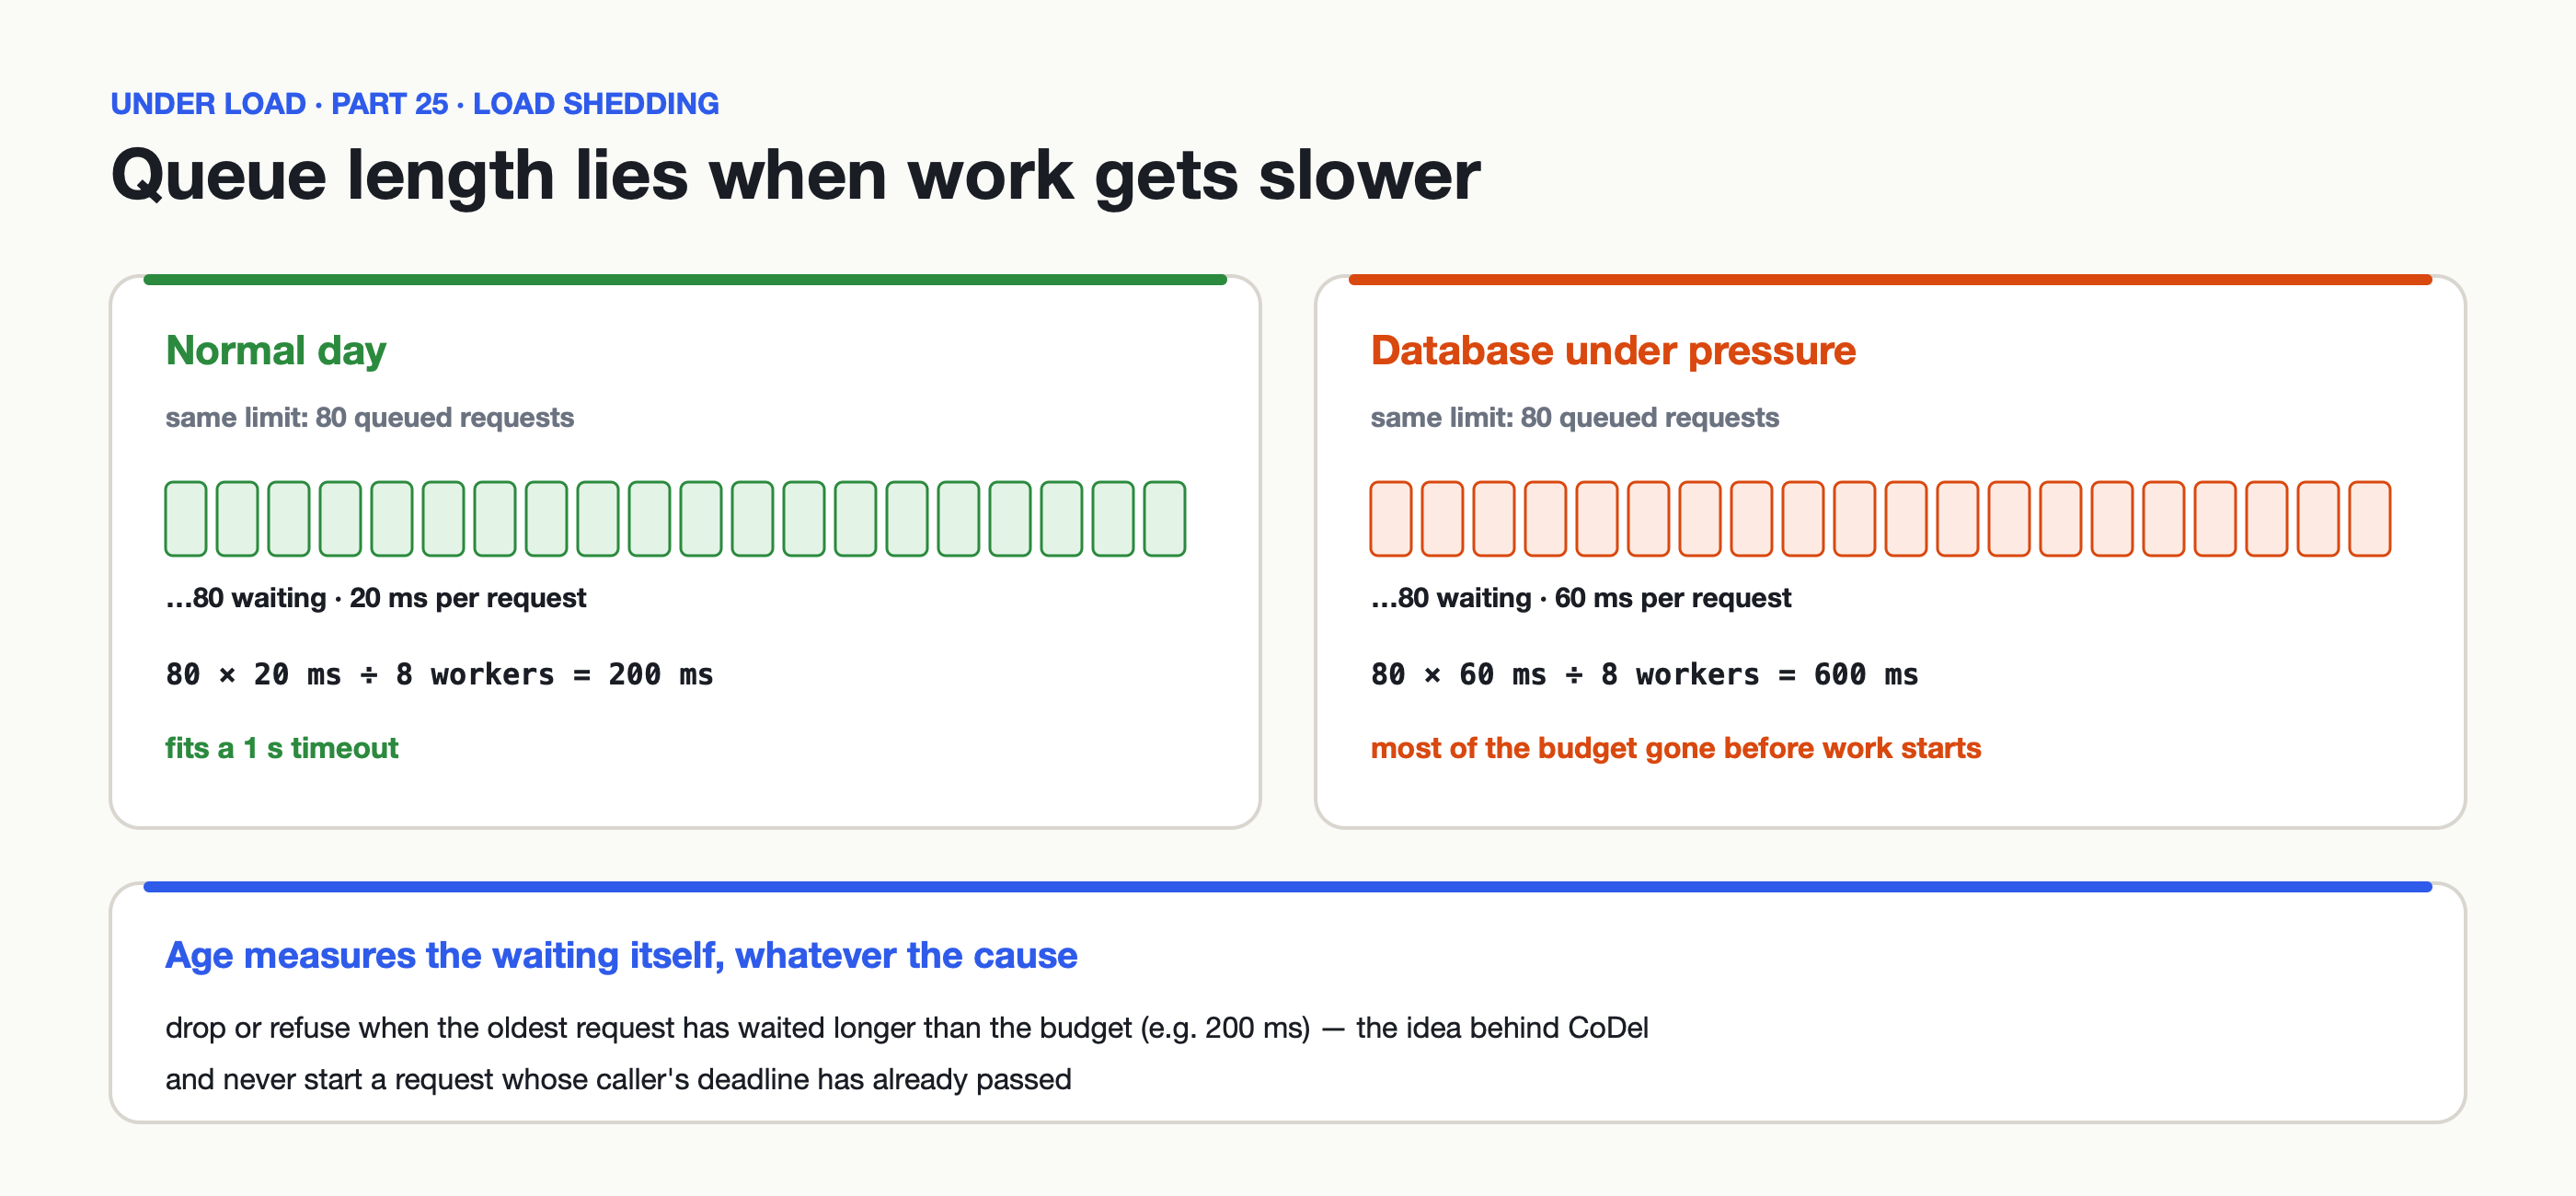 UNDER LOAD · PART 25 · LOAD SHEDDING
Queue length lies when work gets slower
Normal day
same limit: 80 queued requests
...80 waiting · 20 ms per request
80 × 20 ms ÷ 8 workers = 200 ms
fits a 1 s timeout
Database under pressure
same limit: 80 queued requests
...80 waiting · 60 ms per request
80 × 60 ms ÷ 8 workers = 600 ms
most of the budget gone before work starts
Age measures the waiting itself, whatever the cause
drop or refuse when the oldest request has waited longer than the budget (e.g. 200 ms) — the idea behind CoDel
and never start a request whose caller's deadline has already passed